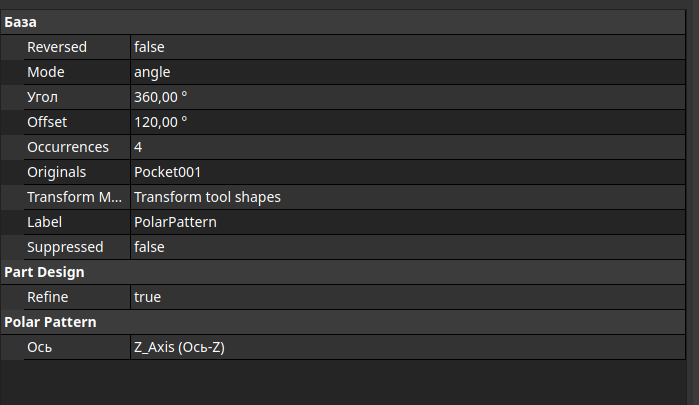 База
Reversed false
Mode angle
Угол 360,00 °
Offset 120,00 °
Occurrences 4
Originals Pocket001
Transform M... Transform tool shapes
Label PolarPattern
Suppressed false
Part Design
Refine true
Polar Pattern
Ось Z_Axis (Ось-Z)